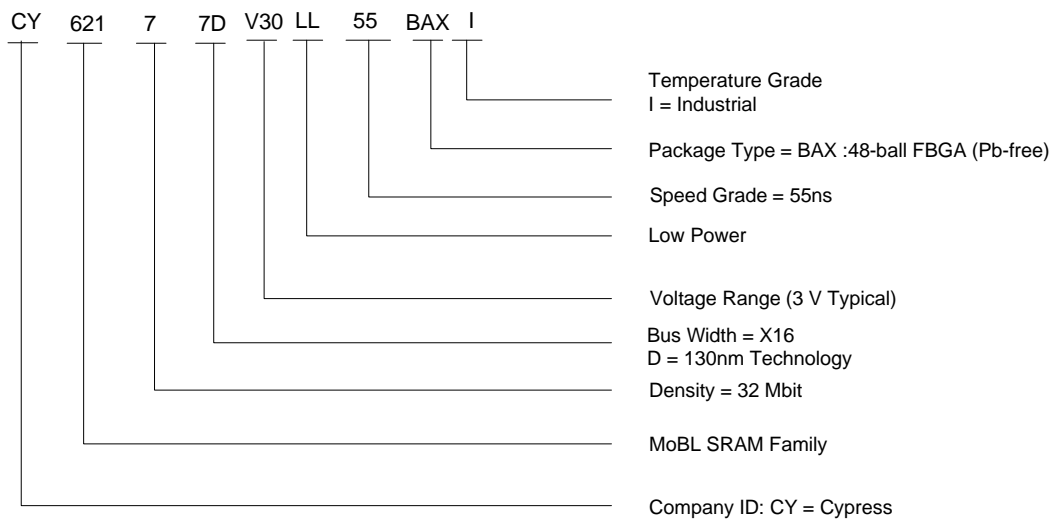 CY 621 7 7D V30 LL 55 BAX I
Temperature Grade
I = Industrial
Package Type = BAX :48-ball FBGA (Pb-free)
Speed Grade = 55ns
Low Power
Voltage Range (3 V Typical)
Bus Width = X16
D = 130nm Technology
Density = 32 Mbit
MoBL SRAM Family
Company ID: CY = Cypress